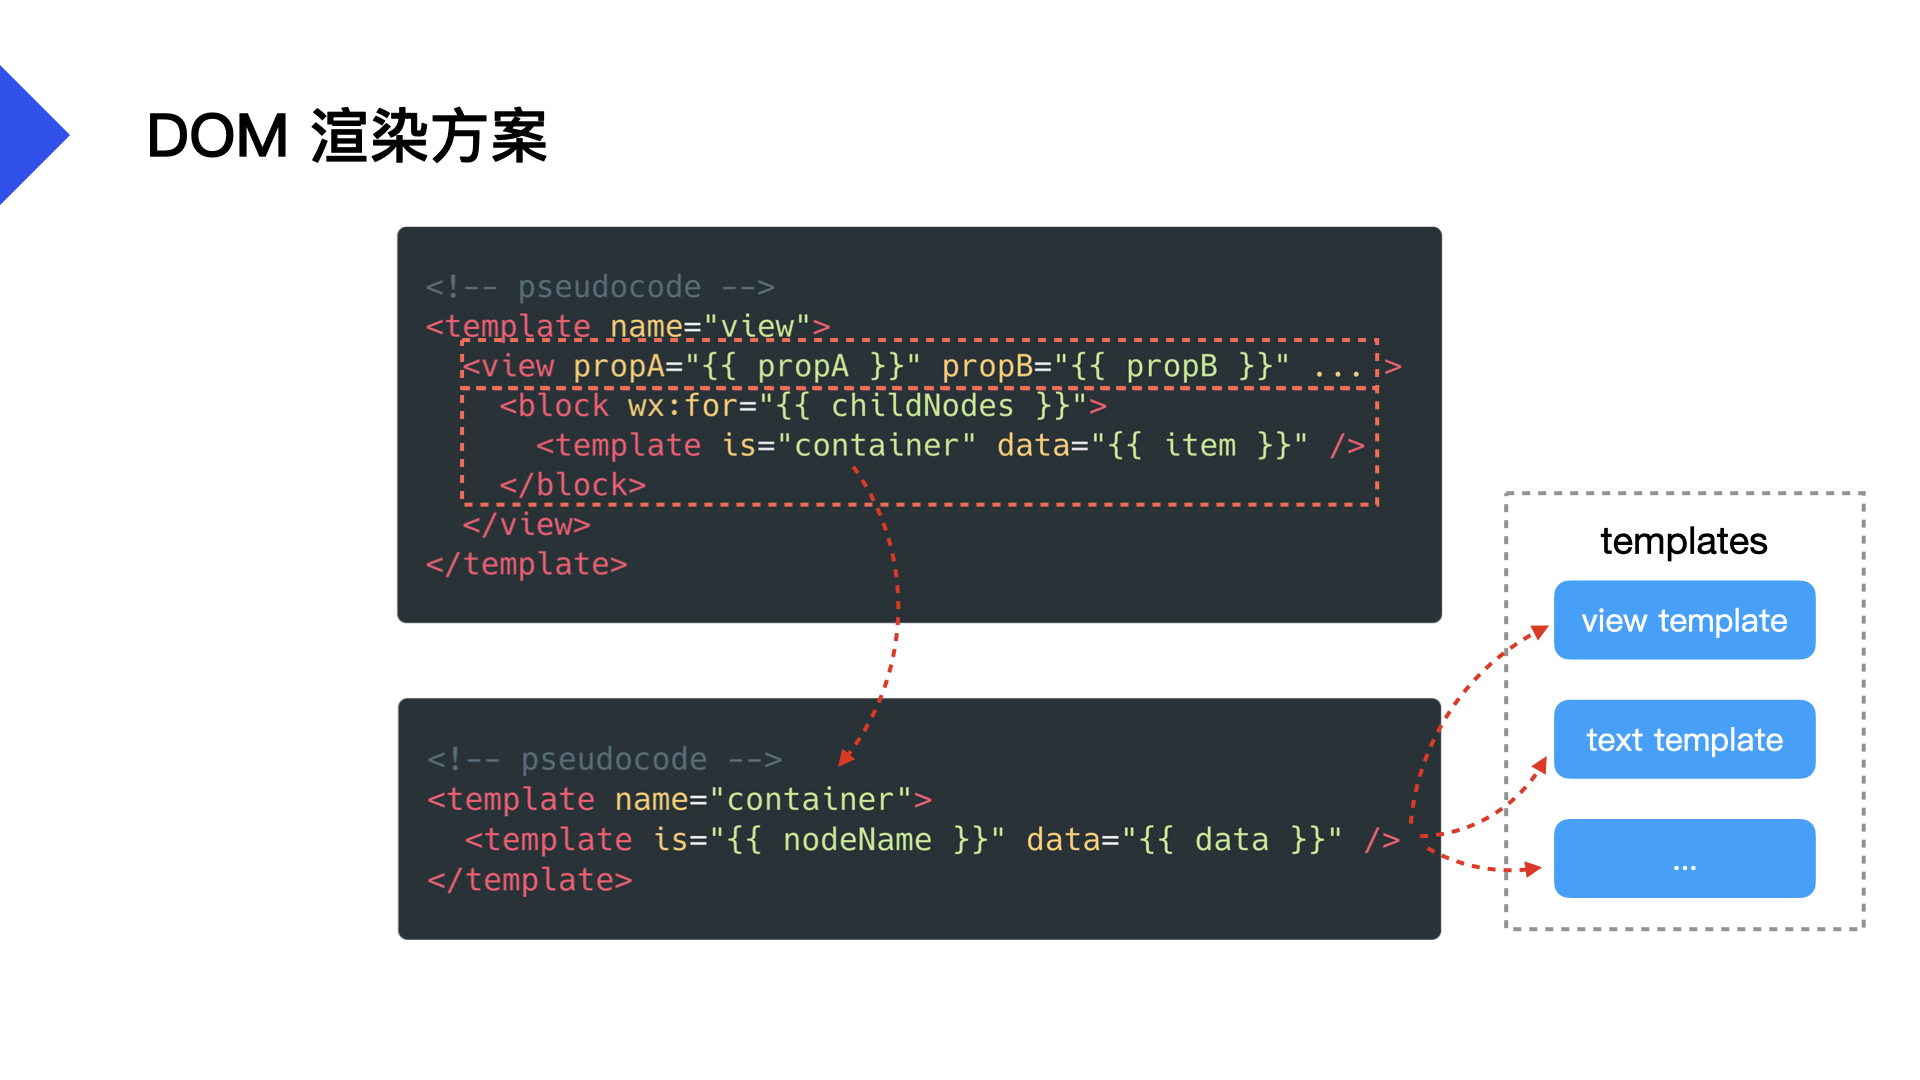 DOM 渲染方案
<!-- pseudocode -->
<template name="view">
<view propA="{{ propA }}" propB="{{ propB }}" ... >
<block wx:for="{{ childNodes }}">
<template is="container" data="{{ item }}" />
</block>
</view>
</template>
<!-- pseudocode -->
<template name="container">
<template is="{{ nodeName }}" data="{{ data }}" />
</template>
templates
view template
text template
...